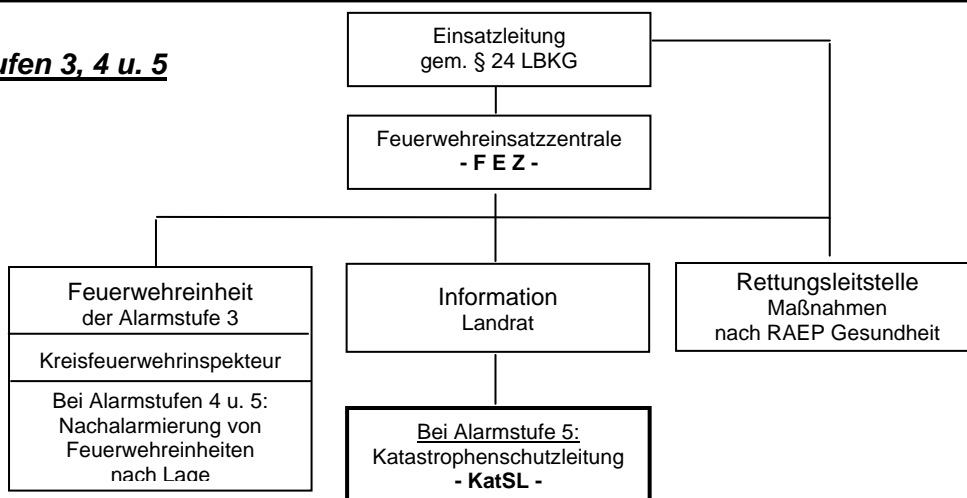 ufen 3, 4 u. 5
Einsatzleitung
gem. § 24 LBKG
Feuerwehreinsatzzentrale
- F E Z -
Feuerwehreinheit
der Alarmstufe 3
Kreisfeuerwehrinspekteur
Bei Alarmstufen 4 u. 5:
Nachalarmierung von
Feuerwehreinheiten
nach Lage
Information
Landrat
Bei Alarmstufe 5:
Katastrophenschutzleitung
- KatSL -
Rettungsleitstelle
Maßnahmen
nach RAEP Gesundheit